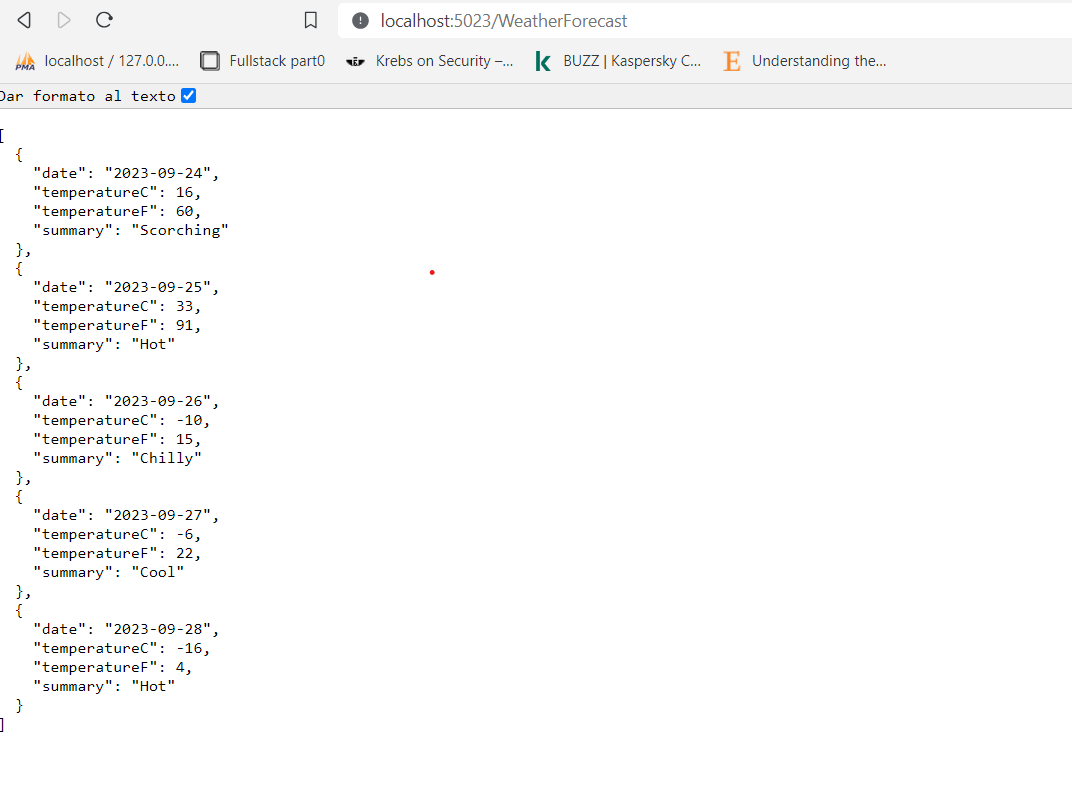 localhost:5023/WeatherForecast
PMA localhost / 127.0.0.... Fullstack part0 Krebs on Security –... k BUZZ | Kaspersky C... E Understanding the...
Dar formato al texto
[
  {
    "date": "2023-09-24",
    "temperatureC": 16,
    "temperatureF": 60,
    "summary": "Scorching"
  },
  {
    "date": "2023-09-25",
    "temperatureC": 33,
    "temperatureF": 91,
    "summary": "Hot"
  },
  {
    "date": "2023-09-26",
    "temperatureC": -10,
    "temperatureF": 15,
    "summary": "Chilly"
  },
  {
    "date": "2023-09-27",
    "temperatureC": -6,
    "temperatureF": 22,
    "summary": "Cool"
  },
  {
    "date": "2023-09-28",
    "temperatureC": -16,
    "temperatureF": 4,
    "summary": "Hot"
  }
]